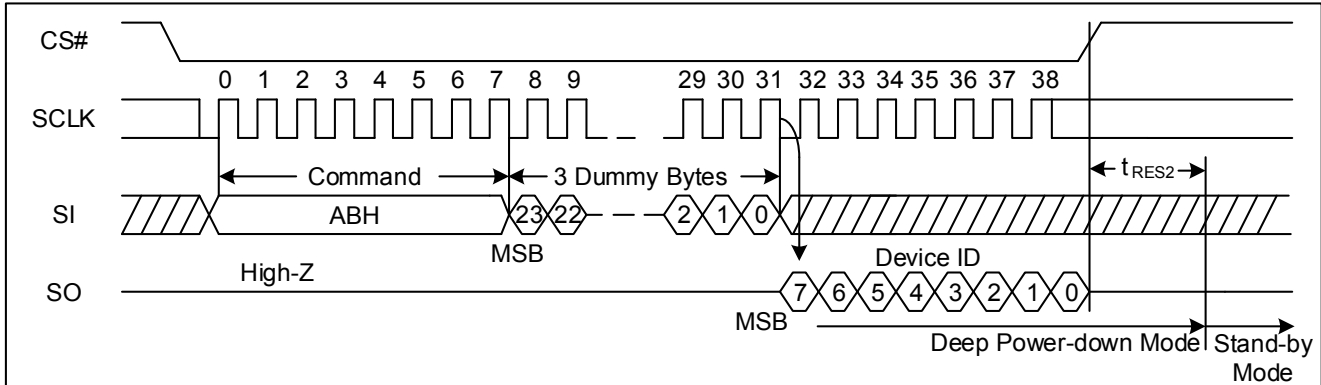 CS#
0 1 2 3 4 5 6 7 8 9 29 30 31 32 33 34 35 36 37 38
SCLK
Command 3 Dummy Bytes tRES2
SI ABH 23 22 2 1 0
MSB
High-Z Device ID
SO 7 6 5 4 3 2 1 0
MSB
Deep Power-down Mode Stand-by
Mode